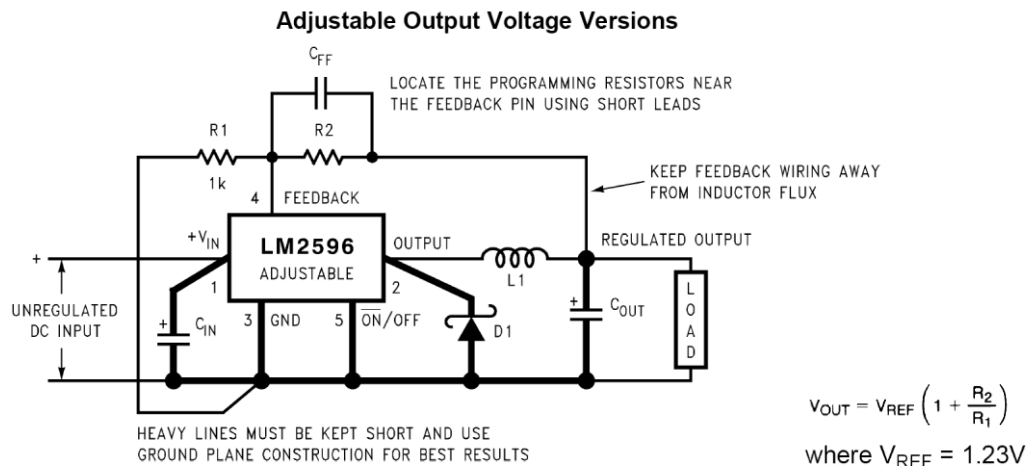 Adjustable Output Voltage Versions
CFF
LOCATE THE PROGRAMMING RESISTORS NEAR
THE FEEDBACK PIN USING SHORT LEADS
R1
R2
1k
KEEP FEEDBACK WIRING AWAY
FROM INDUCTOR FLUX
4
FEEDBACK
+VIN
LM2596
ADJUSTABLE
OUTPUT
REGULATED OUTPUT
+
1
2
L1
UNREGULATED
DC INPUT
+
CIN
3
GND
5
ON/OFF
D1
+
COUT
LOAD
HEAVY LINES MUST BE KEPT SHORT AND USE
GROUND PLANE CONSTRUCTION FOR BEST RESULTS
VOUT = VREF (1 + R2/R1)
where VREF = 1.23V